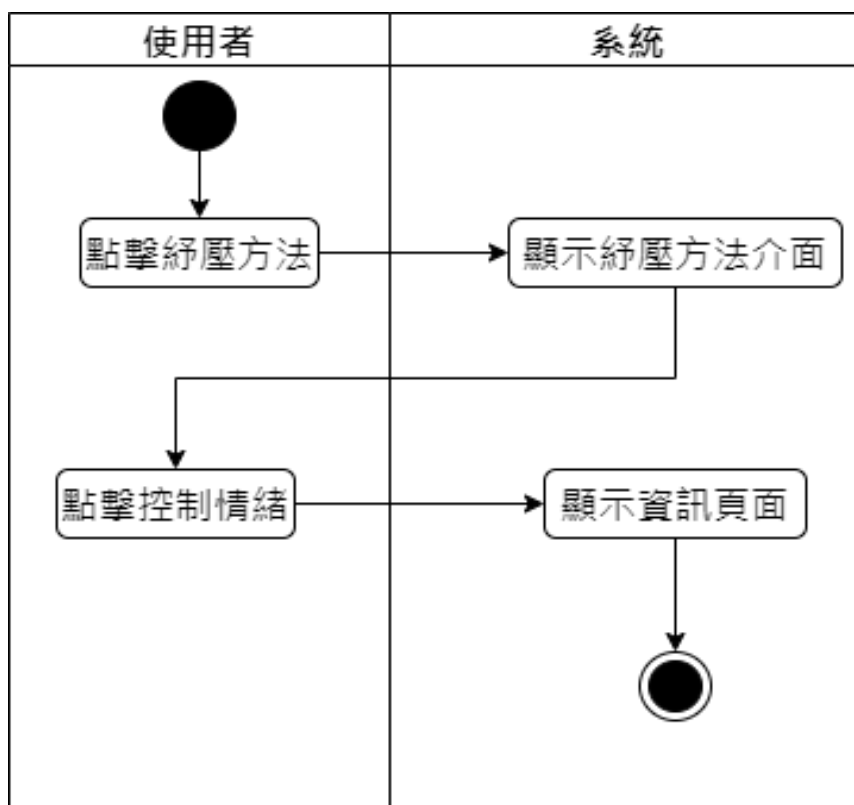 使用者
系統
點擊紓壓方法
顯示紓壓方法介面
點擊控制情緒
顯示資訊頁面